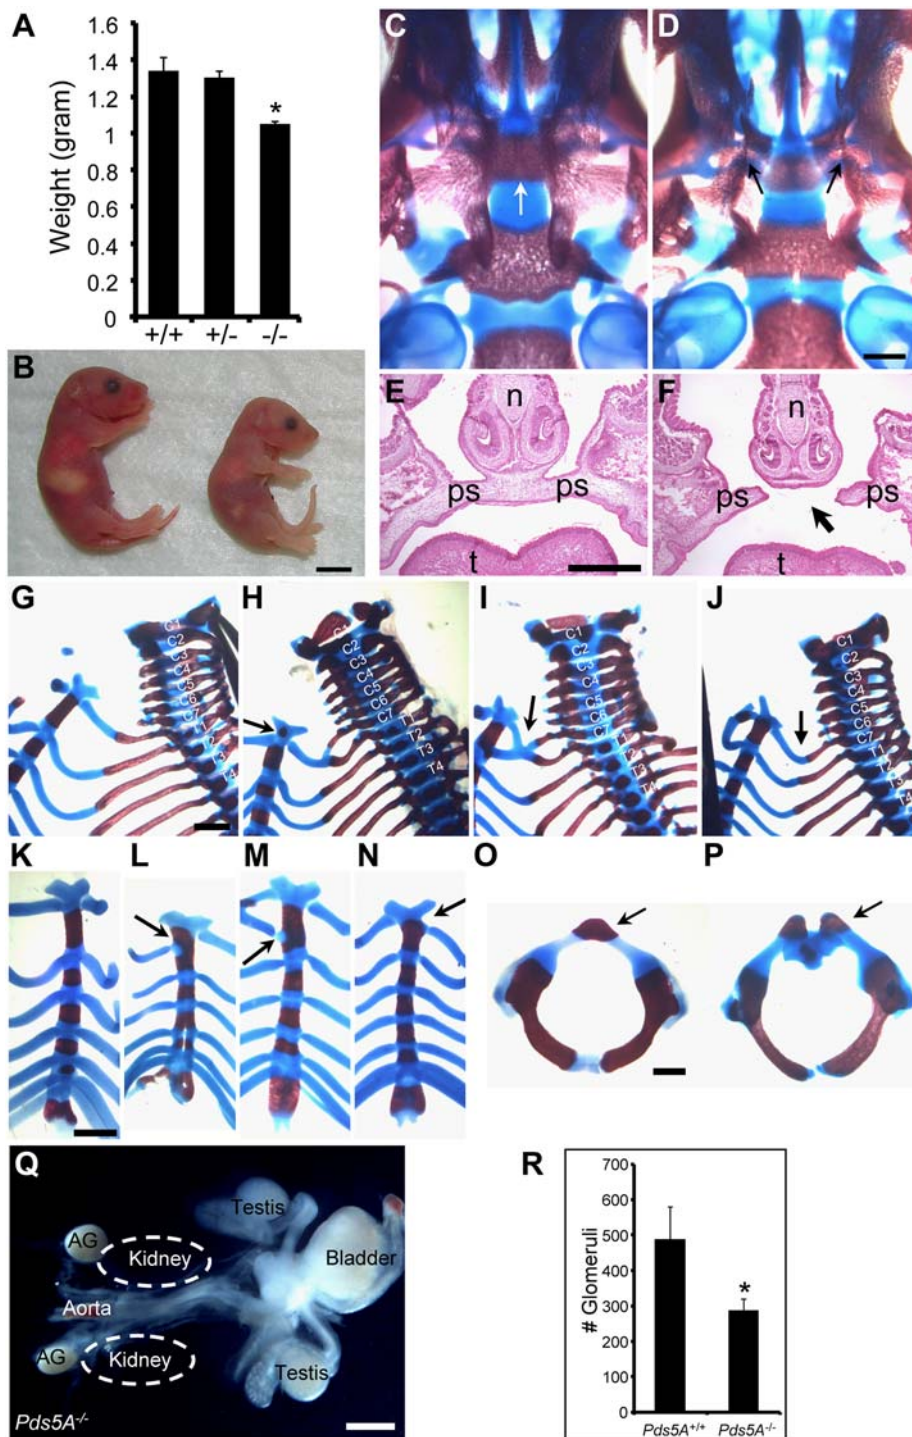 A
Weight (gram)
1.6
1.4
1.2
1
0.8
0.6
0.4
0.2
0
*
+/+ +/- -/-
B
C
D
E
n
ps ps
t
F
n
ps ps
t
G
C1
C2
C3
C4
C5
C6
C7
T1
T2
T3
T4
H
C1
C2
C3
C4
C5
C6
C7
T1
T2
T3
T4
I
C1
C2
C3
C4
C5
C6
C7
T1
T2
T3
T4
J
C1
C2
C3
C4
C5
C6
C7
T1
T2
T3
T4
K
L
M
N
O
P
Q
Testis
AG
Kidney
Bladder
Aorta
AG
Kidney
Testis
Pds5A-/-
R
# Glomeruli
700
600
500
400
300
200
100
0
*
Pds5A+/+ Pds5A-/-